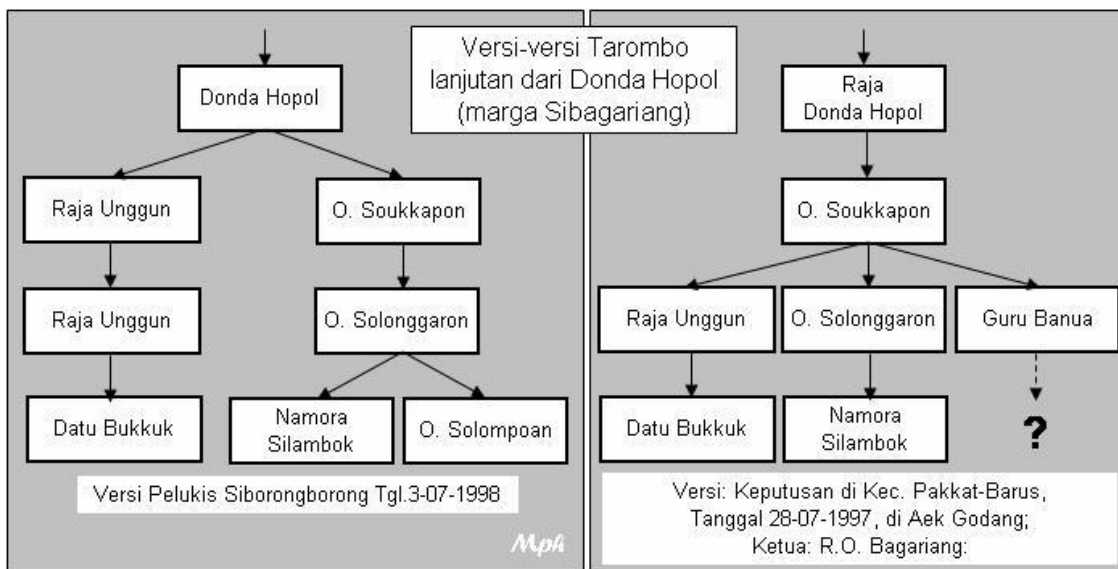 Versi-versi Tarombo
lanjutan dari Donda Hopol
(marga Sibagariang)
Donda Hopol
Raja Unggun
O. Soukkapon
Raja Unggun
O. Solonggaron
Datu Bukkuk
Namora
Silambok
O. Solompoan
Versi Pelukis Siborongborong Tgl.3-07-1998
Mph
Raja
Donda Hopol
O. Soukkapon
Raja Unggun
O. Solonggaron
Guru Banua
Datu Bukkuk
Namora
Silambok
?
Versi: Keputusan di Kec. Pakkat-Barus,
Tanggal 28-07-1997, di Aek Godang;
Ketua: R.O. Bagariang: